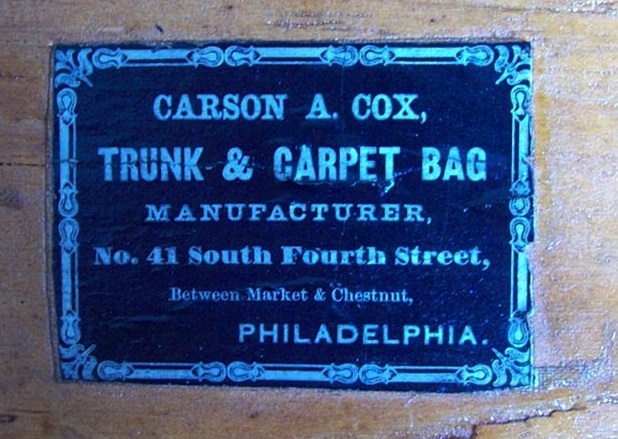 CARSON A. COX,
TRUNK & CARPET BAG
MANUFACTURER,
No. 41 South Fourth Street,
Between Market & Chestnut,
PHILADELPHIA.